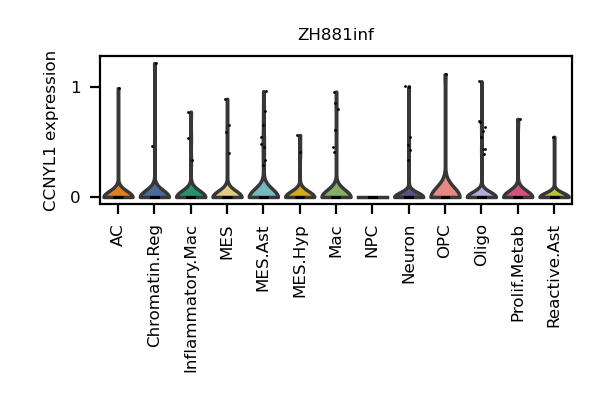 ZH881inf
CCNYL1 expression
1
0
AC
Chromatin.Reg
Inflammatory.Mac
MES
MES.Ast
MES.Hyp
Mac
NPC
Neuron
OPC
Oligo
Prolif.Metab
Reactive.Ast